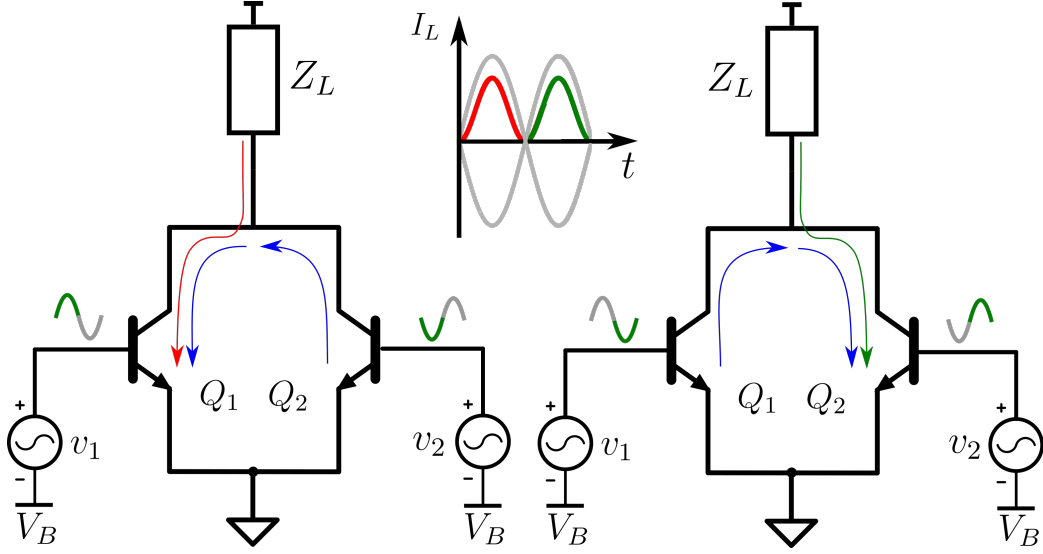 Z_L
I_L
t
Z_L
Q_1
Q_2
+
v_1
-
V_B
+
v_2
-
V_B
Q_1
Q_2
+
v_1
-
V_B
+
v_2
-
V_B